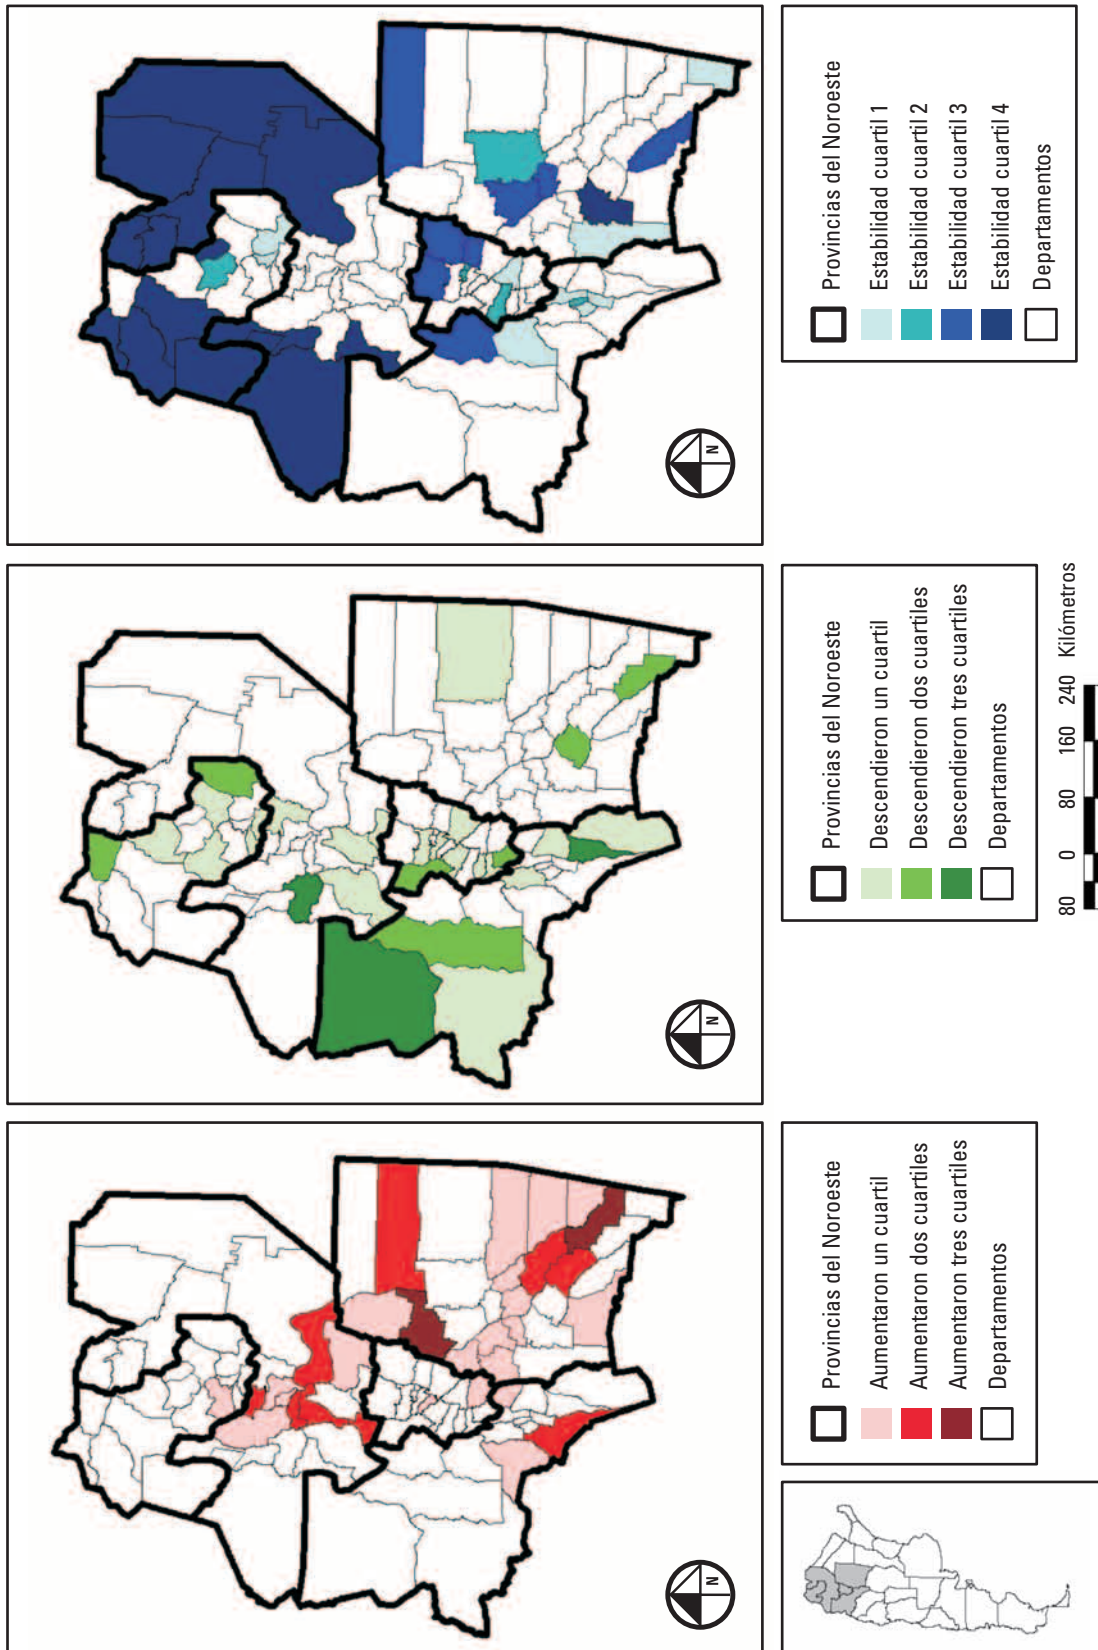 N
Provincias del Noroeste
Aumentaron un cuartil
Aumentaron dos cuartiles
Aumentaron tres cuartiles
Departamentos
N
Provincias del Noroeste
Descendieron un cuartil
Descendieron dos cuartiles
Descendieron tres cuartiles
Departamentos
N
Provincias del Noroeste
Estabilidad cuartil 1
Estabilidad cuartil 2
Estabilidad cuartil 3
Estabilidad cuartil 4
Departamentos
80 0 80 160 240 Kilómetros